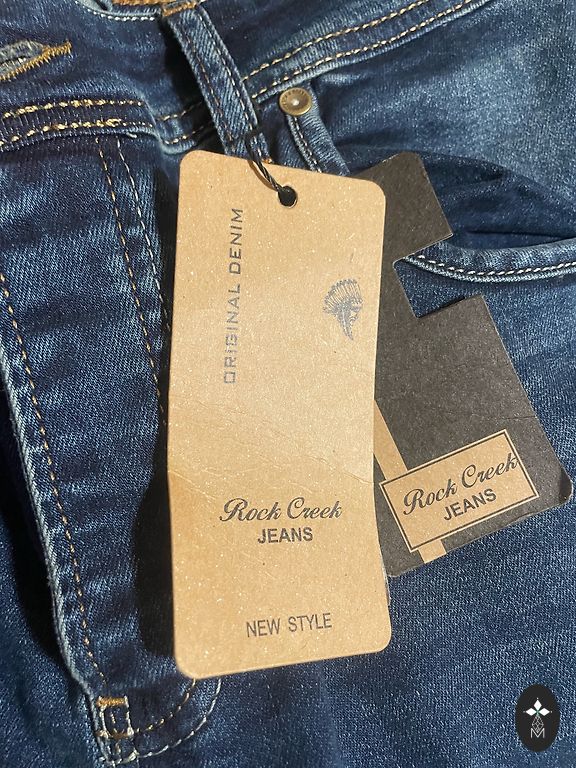 ORIGINAL DENIM
Rock Creek
JEANS
NEW STYLE
Rock Creek
JEANS
M